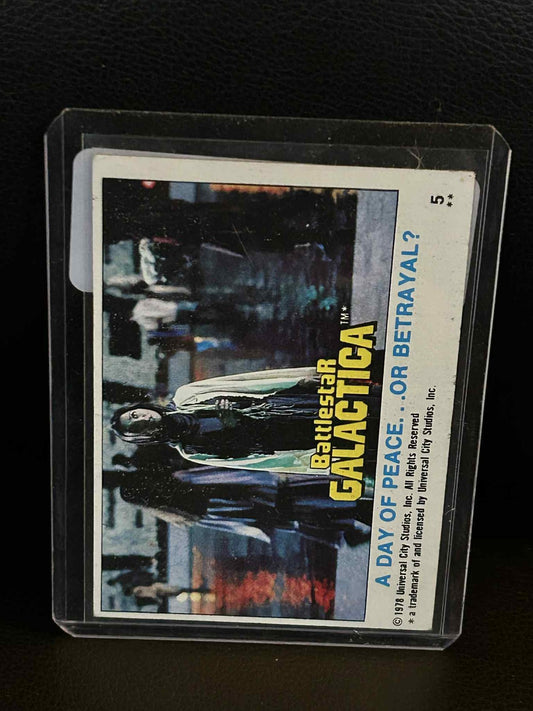 Battlestar
GALACTICA™*
A DAY OF PEACE...OR BETRAYAL?
5
**
© 1978 Universal City Studios, Inc. All Rights Reserved
* a trademark of and licensed by Universal City Studios, Inc.